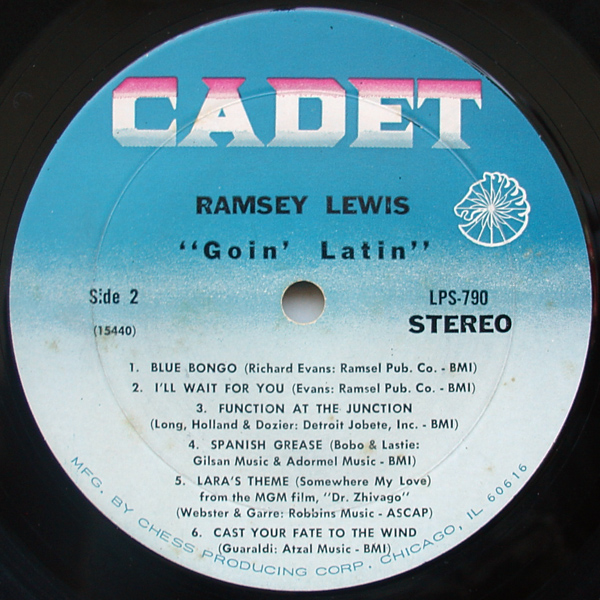 CADET
RAMSEY LEWIS
"Goin' Latin"
Side 2
LPS-790
(15440)
STEREO
1. BLUE BONGO (Richard Evans: Ramsel Pub. Co. - BMI)
2. I'LL WAIT FOR YOU (Evans: Ramsel Pub. Co. - BMI)
3. FUNCTION AT THE JUNCTION
(Long, Holland & Dozier: Detroit Jobete, Inc. - BMI)
4. SPANISH GREASE (Bobo & Lastie:
Gilsan Music & Adormel Music - BMI)
5. LARA'S THEME (Somewhere My Love)
from the MGM film, "Dr. Zhivago"
(Webster & Garre: Robbins Music - ASCAP)
6. CAST YOUR FATE TO THE WIND
(Guaraldi: Atzal Music - BMI)
MFG. BY CHESS PRODUCING CORP. CHICAGO, IL 60616